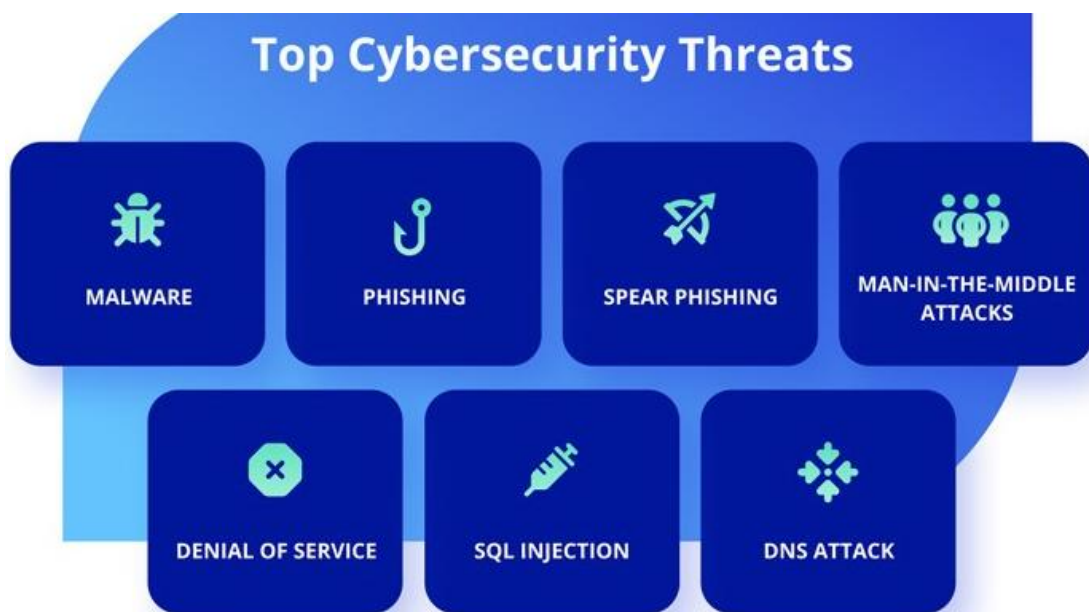 Top Cybersecurity Threats
MALWARE
PHISHING
SPEAR PHISHING
MAN-IN-THE-MIDDLE
ATTACKS
DENIAL OF SERVICE
SQL INJECTION
DNS ATTACK